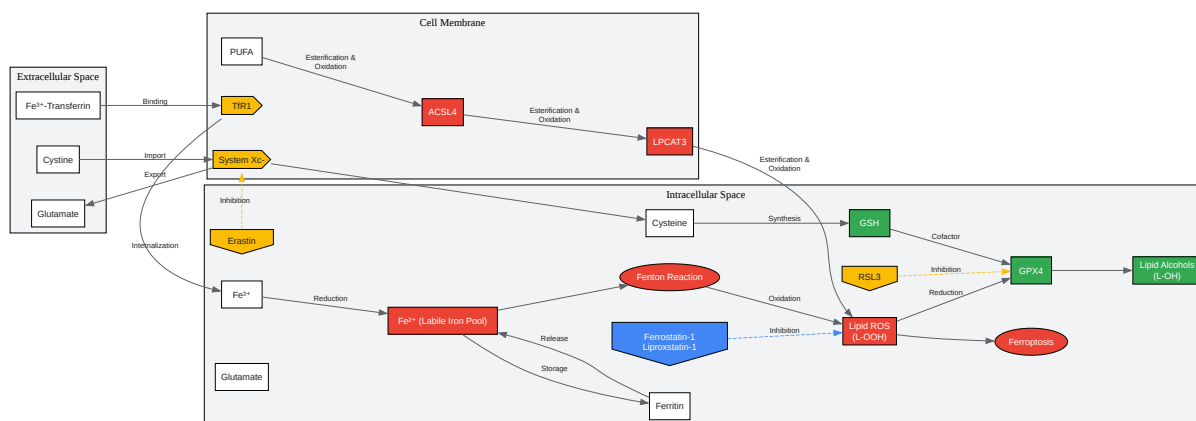 Cell Membrane
PUFA
Esterification &
Oxidation
Extracellular Space
Fe³⁺-Transferrin
Binding
TfR1
ACSL4
Esterification &
Oxidation
LPCAT3
Cystine
Import
System Xc-
Esterification &
Oxidation
Export
Glutamate
Intracellular Space
Inhibition
Erastin
Internalization
Cysteine
Synthesis
GSH
Cofactor
Fe³⁺
Reduction
Fe²⁺ (Labile Iron Pool)
Fenton Reaction
Oxidation
RSL3
Inhibition
GPX4
Lipid Alcohols
(L-OH)
Reduction
Ferrostatin-1
Liproxstatin-1
Inhibition
Lipid ROS
(L-OOH)
Ferroptosis
Release
Storage
Glutamate
Ferritin